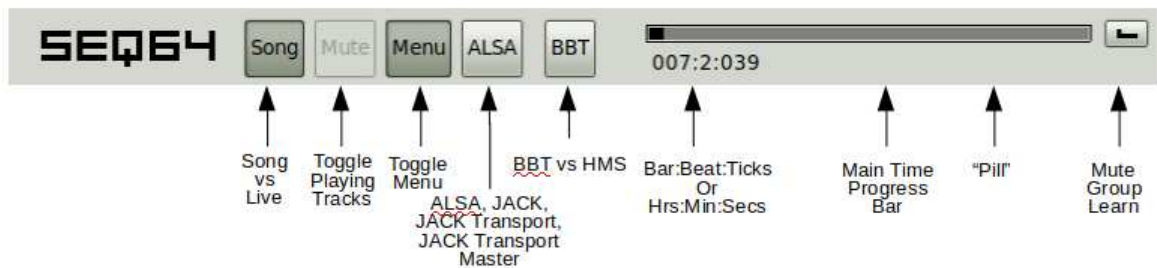 SEQ64
Song
Mute
Menu
ALSA
BBT
007:2:039
Song
vs
Live
Toggle
Playing
Tracks
Toggle
Menu
ALSA, JACK,
JACK Transport,
JACK Transport
Master
BBT vs HMS
Bar:Beat:Ticks
Or
Hrs:Min:Secs
Main Time
Progress
Bar
“Pill”
Mute
Group
Learn